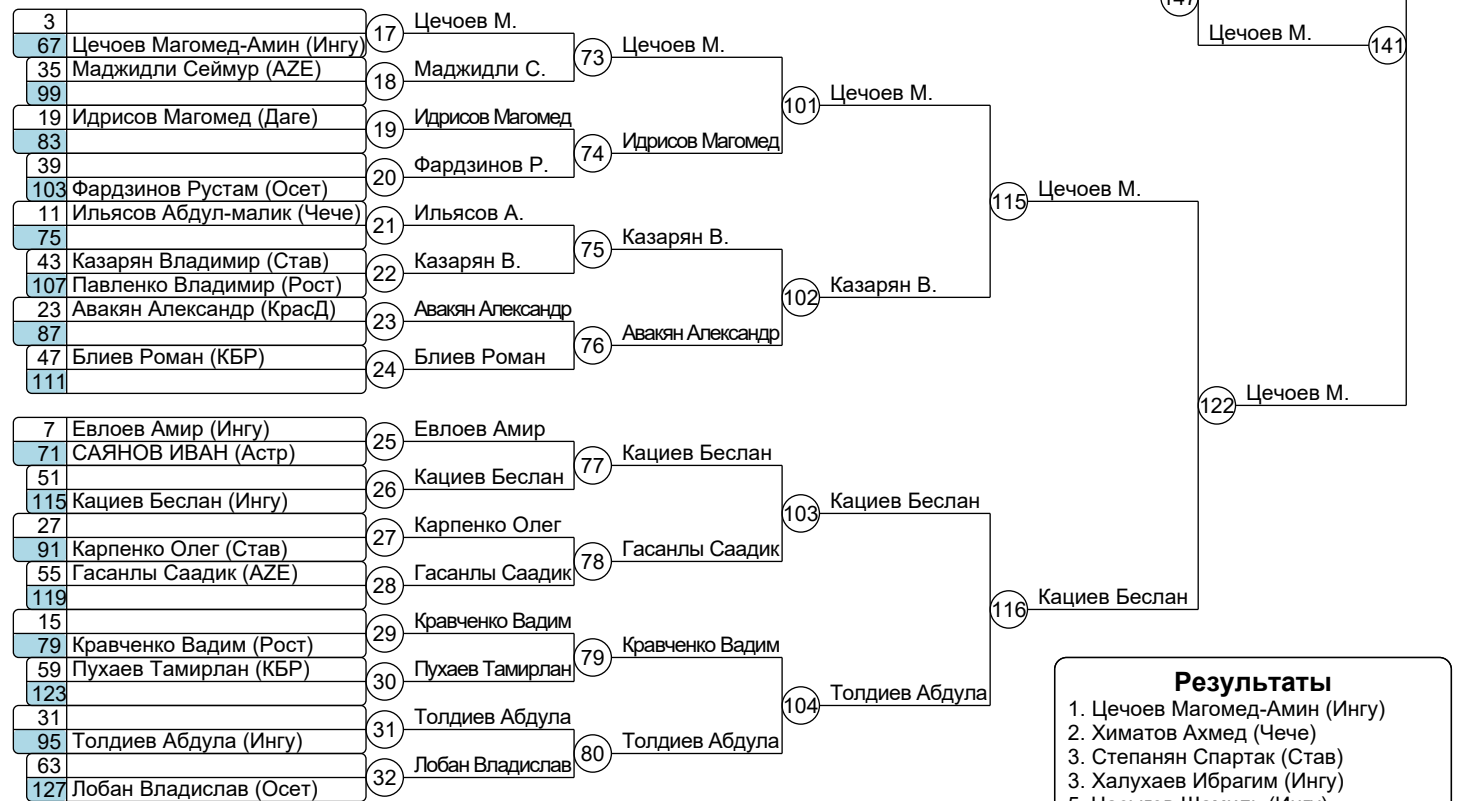 3
17
Цечоев М.
67 Цечоев Магомед-Амин (Ингу)
73
Цечоев М.
35 Маджидли Сеймур (AZE)
18
Маджидли С.
99
101
Цечоев М.
19 Идрисов Магомед (Даге)
19
Идрисов Магомед
83
74
Идрисов Магомед
39
20
Фардзинов Р.
103 Фардзинов Рустам (Осет)
115
Цечоев М.
11 Ильясов Абдул-малик (Чече)
21
Ильясов А.
75
75
Казарян В.
43 Казарян Владимир (Став)
22
Казарян В.
107 Павленко Владимир (Рост)
102
Казарян В.
23 Авакян Александр (КрасД)
23
Авакян Александр
87
76
Авакян Александр
47 Блиев Роман (КБР)
24
Блиев Роман
111
Цечоев М.
141
122
Цечоев М.
7 Евлоев Амир (Ингу)
25
Евлоев Амир
71 САЯНОВ ИВАН (Астр)
77
Кациев Беслан
51
26
Кациев Беслан
115 Кациев Беслан (Ингу)
103
Кациев Беслан
27
27
Карпенко Олег
91 Карпенко Олег (Став)
78
Гасанлы Саадик
55 Гасанлы Саадик (AZE)
28
Гасанлы Саадик
119
116
Кациев Беслан
15
29
Кравченко Вадим
79 Кравченко Вадим (Рост)
79
Кравченко Вадим
59 Пухаев Тамирлан (КБР)
30
Пухаев Тамирлан
123
104
Толдиев Абдула
31
31
Толдиев Абдула
95 Толдиев Абдула (Ингу)
80
Толдиев Абдула
63
32
Лобан Владислав
127 Лобан Владислав (Осет)
Результаты
1. Цечоев Магомед-Амин (Ингу)
2. Химатов Ахмед (Чече)
3. Степанян Спартак (Став)
3. Халухаев Ибрагим (Ингу)